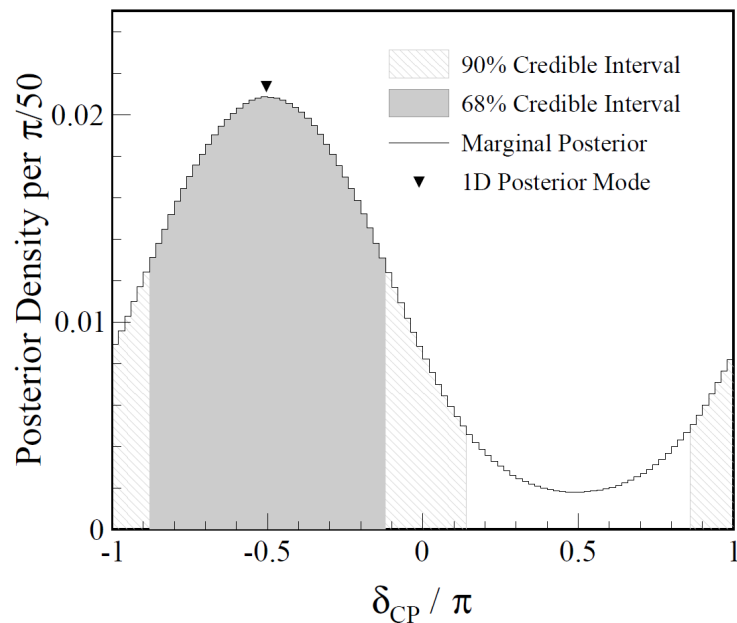 90% Credible Interval
68% Credible Interval
Marginal Posterior
1D Posterior Mode
Posterior Density per π/50
0.02
0.01
0
-1 -0.5 0 0.5 1
δCP / π